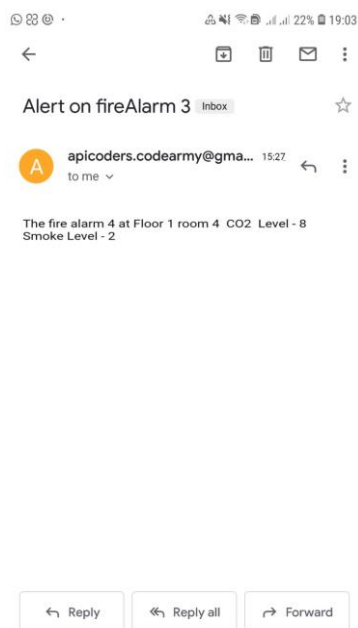 22% 19:03
Alert on fireAlarm 3 Inbox
A
apicoders.codearmy@gma... 15:27
to me
The fire alarm 4 at Floor 1 room 4 CO2 Level - 8
Smoke Level - 2
Reply
Reply all
Forward